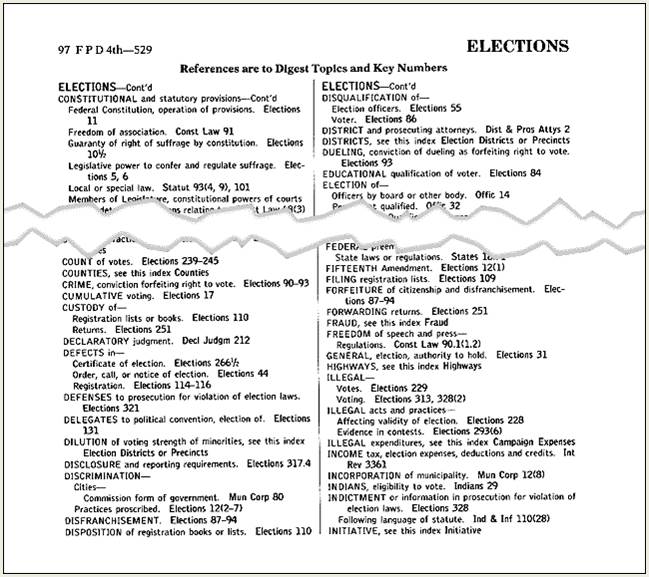 97 F P D 4th—529
ELECTIONS
References are to Digest Topics and Key Numbers
ELECTIONS—Cont'd
CONSTITUTIONAL and statutory provisions—Cont'd
Federal Constitution, operation of provisions. Elections
11
Freedom of association. Const Law 91
Guaranty of right of suffrage by constitution. Elections
10½
Legislative power to confer and regulate suffrage. Elec-
tions 5, 6
Local or special law. Statut 93(4, 9), 101
Members of Legislature, constitutional powers of courts
COUNT of votes. Elections 239–245
COUNTIES, see this index Counties
CRIME, conviction forfeiting right to vote. Elections 90–93
CUMULATIVE voting. Elections 17
CUSTODY of—
Registration lists or books. Elections 110
Returns. Elections 251
DECLARATORY judgment. Decl Judgm 212
DEFECTS in—
Certificate of election. Elections 266½
Order, call, or notice of election. Elections 44
Registration. Elections 114–116
DEFENSES to prosecution for violation of election laws.
Elections 321
DELEGATES to political convention, election of. Elections
131
DILUTION of voting strength of minorities, see this index
Election Districts or Precincts
DISCLOSURE and reporting requirements. Elections 317.4
DISCRIMINATION—
Cities—
Commission form of government. Mun Corp 80
Practices proscribed. Elections 12(2–7)
DISFRANCHISEMENT. Elections 87–94
DISPOSITION of registration books or lists. Elections 110
ELECTIONS—Cont'd
DISQUALIFICATION of—
Election officers. Elections 55
Voter. Elections 86
DISTRICT and prosecuting attorneys. Dist & Pros Attys 2
DISTRICTS, see this index Election Districts or Precincts
DUELING, conviction of dueling as forfeiting right to vote.
Elections 93
EDUCATIONAL qualification of voter. Elections 84
ELECTION of—
Officers by board or other body. Offic 14
qualified. Offic 32
FEDERAL
State laws or regulations. States
FIFTEENTH Amendment. Elections 12(1)
FILING registration lists. Elections 109
FORFEITURE of citizenship and disfranchisement. Elec-
tions 87–94
FORWARDING returns. Elections 251
FRAUD, see this index Fraud
FREEDOM of speech and press—
Regulations. Const Law 90.1(1.2)
GENERAL, election, authority to hold. Elections 31
HIGHWAYS, see this index Highways
ILLEGAL—
Votes. Elections 229
Voting. Elections 313, 328(2)
ILLEGAL acts and practices—
Affecting validity of election. Elections 228
Evidence in contests. Elections 293(6)
ILLEGAL expenditures, see this index Campaign Expenses
INCOME tax, election expenses, deductions and credits. Int
Rev 3361
INCORPORATION of municipality. Mun Corp 12(8)
INDIANS, eligibility to vote. Indians 29
INDICTMENT or information in prosecution for violation of
election laws. Elections 328
Following language of statute. Ind & Inf 110(28)
INITIATIVE, see this index Initiative